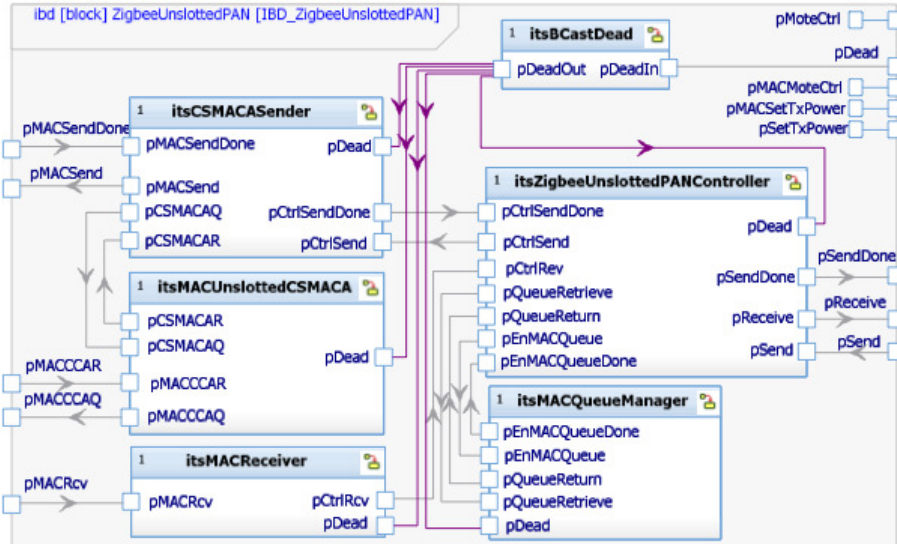 ibd [block] ZigbeeUnslottedPAN [IBD_ZigbeeUnslottedPAN]
pMoteCtrl
pDead
pMACMoteCtrl
pMACSetTxPower
pSetTxPower
1 itsBCastDead
pDeadOut pDeadIn
1 itsCSMACASender
pMACSendDone
pMACSendDone
pDead
pMACSend
pMACSend
pCSMACAQ
pCtrlSendDone
pCSMACAR
pCtrlSend
1 itsZigbeeUnslottedPANController
pCtrlSendDone
pDead
pCtrlSend
pCtrlRev
pSendDone
pSendDone
pQueueRetrieve
pQueueReturn
pReceive
pReceive
pEnMACQueue
pSend
pSend
pEnMACQueueDone
1 itsMACUnslottedCSMACA
pCSMACAR
pCSMACAQ
pDead
pMACCCAR
pMACCCAR
pMACCCAQ
pMACCCAQ
1 itsMACQueueManager
pEnMACQueueDone
pEnMACQueue
pQueueReturn
pQueueRetrieve
pDead
1 itsMACReceiver
pMACRcv
pMACRcv
pCtrlRcv
pDead